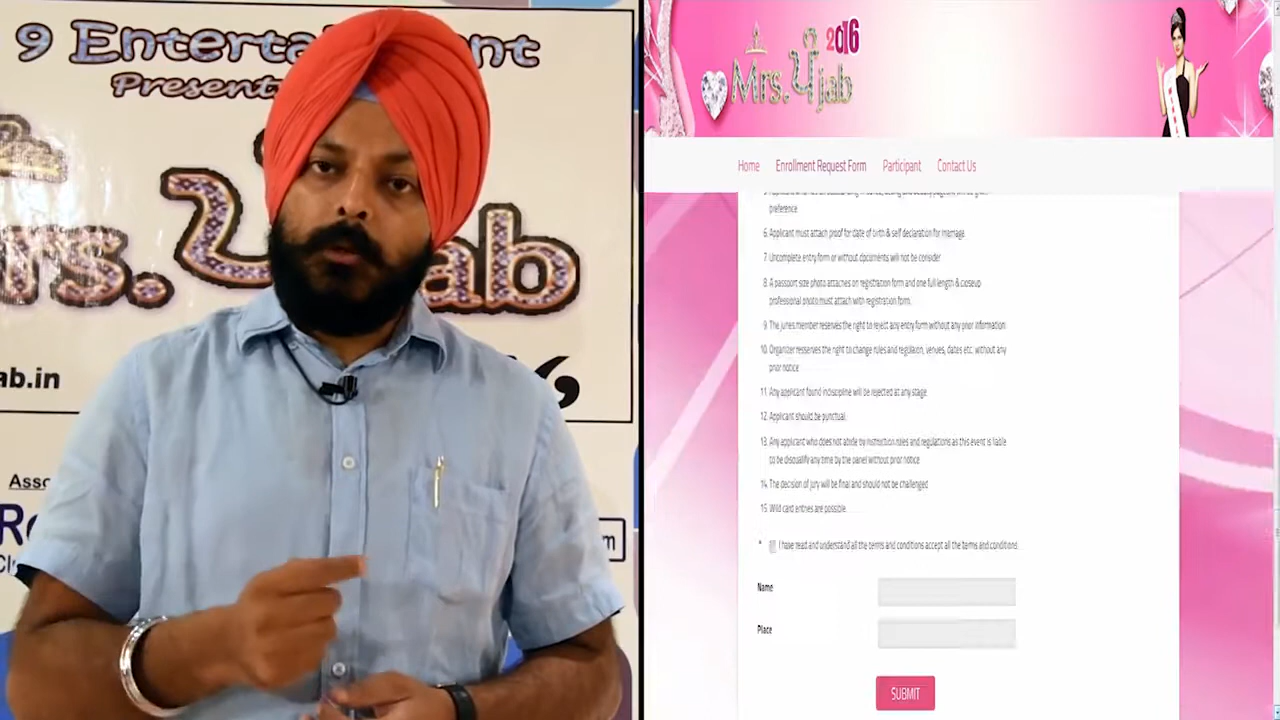 9 Entertainment
Present
Mrs.ਪੰjab
ab.in
Asso
Re
Cl
m
2016
Mrs.ਪੰjab
Home Enrollment Request Form Participant Contact Us
preference.
6. Applicant must attach proof for date of birth & self declaration for marriage.
7. Uncomplete entry form or without dpcoments will not be consider
8. A passport size photo attaches on registration form and one full length & closeup
professional photo must attach with registration form.
9. The juries member reserves the right to reject any entry form without any prior information
10. Organizer resserves the right to change rules and regulation, venues, dates etc. without any
prior notice
11. Any applicant found indiscipline will be rejected at any stage
12. Applicant should be punctual
13. Any applicant who does not abide by instruction rules and regulations as this event is liable
to be disqualify any time by the panel without prior notice
14. The decision of jury will be final and should not be challenged
15. Wild card entries are possible
* I have read and understand all the terms and conditions accept all the terms and conditions.
Name
Place
SUBMIT